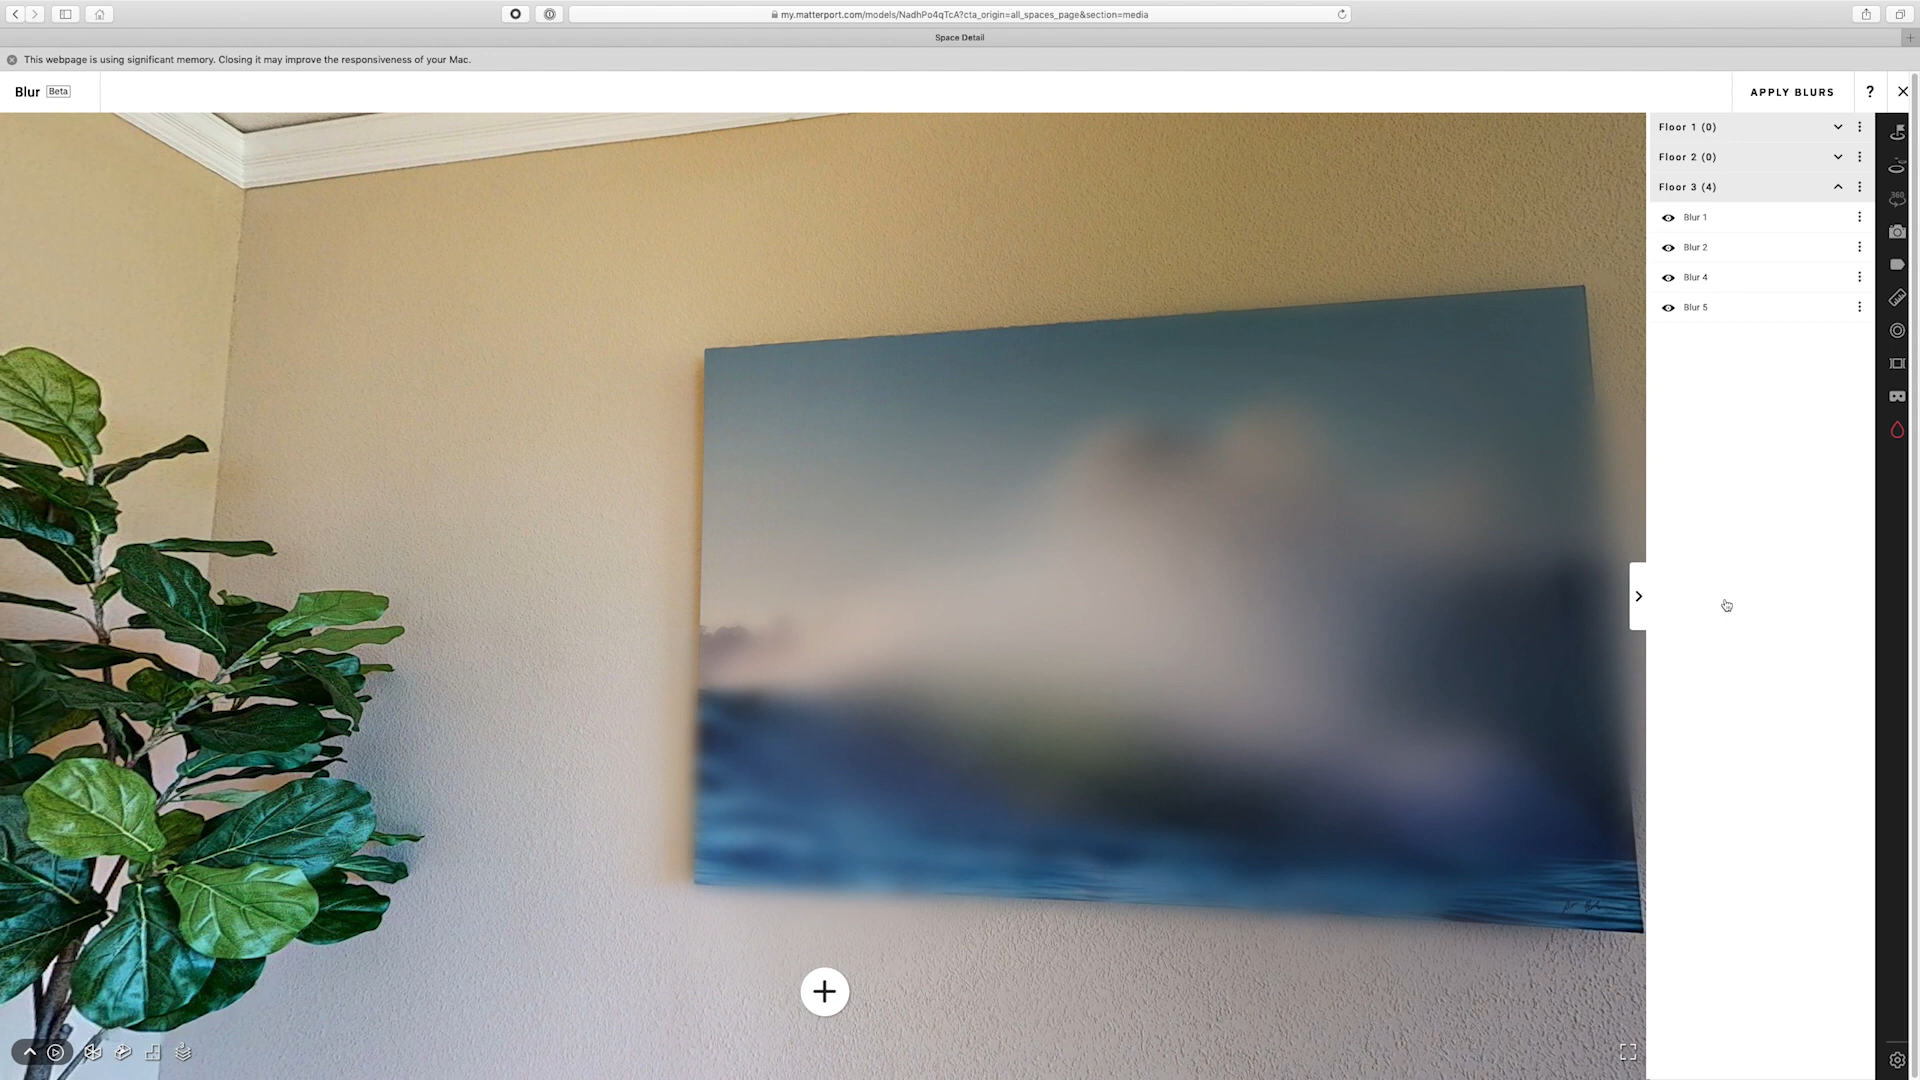 my.matterport.com/models/NadhPo4qTcA?cta_origin=all_spaces_page&section=media
Space Detail
This webpage is using significant memory. Closing it may improve the responsiveness of your Mac.
Blur Beta
APPLY BLURS ?
Floor 1 (0)
Floor 2 (0)
Floor 3 (4)
Blur 1
Blur 2
Blur 4
Blur 5
360